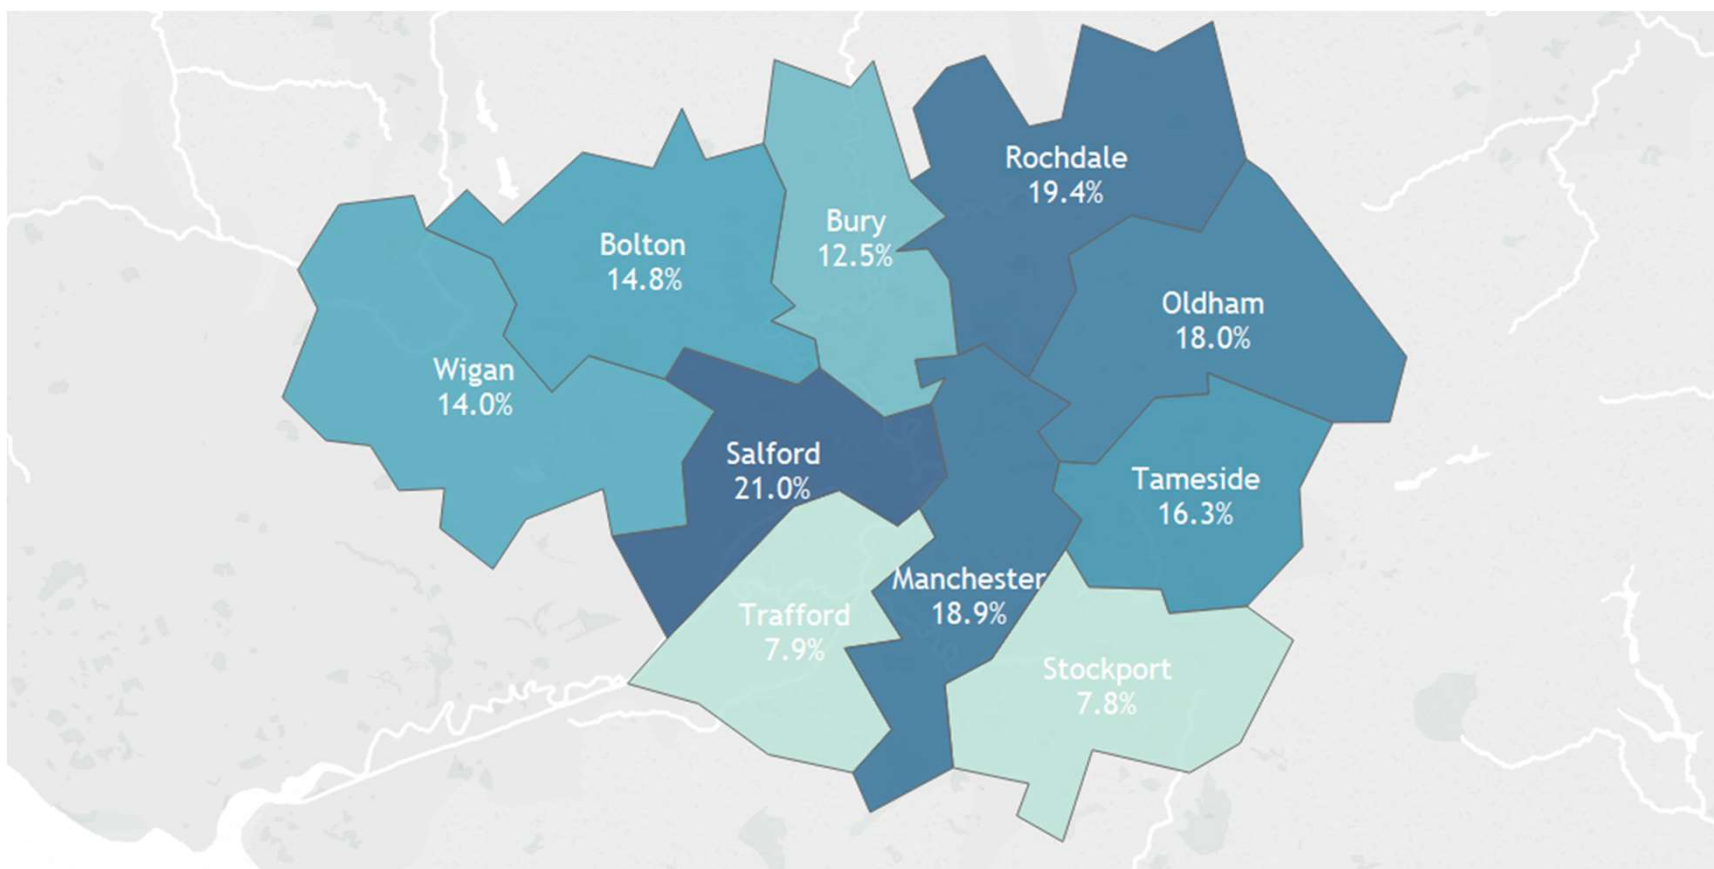 Rochdale
19.4%
Bury
12.5%
Bolton
14.8%
Oldham
18.0%
Wigan
14.0%
Salford
21.0%
Tameside
16.3%
Manchester
18.9%
Trafford
7.9%
Stockport
7.8%